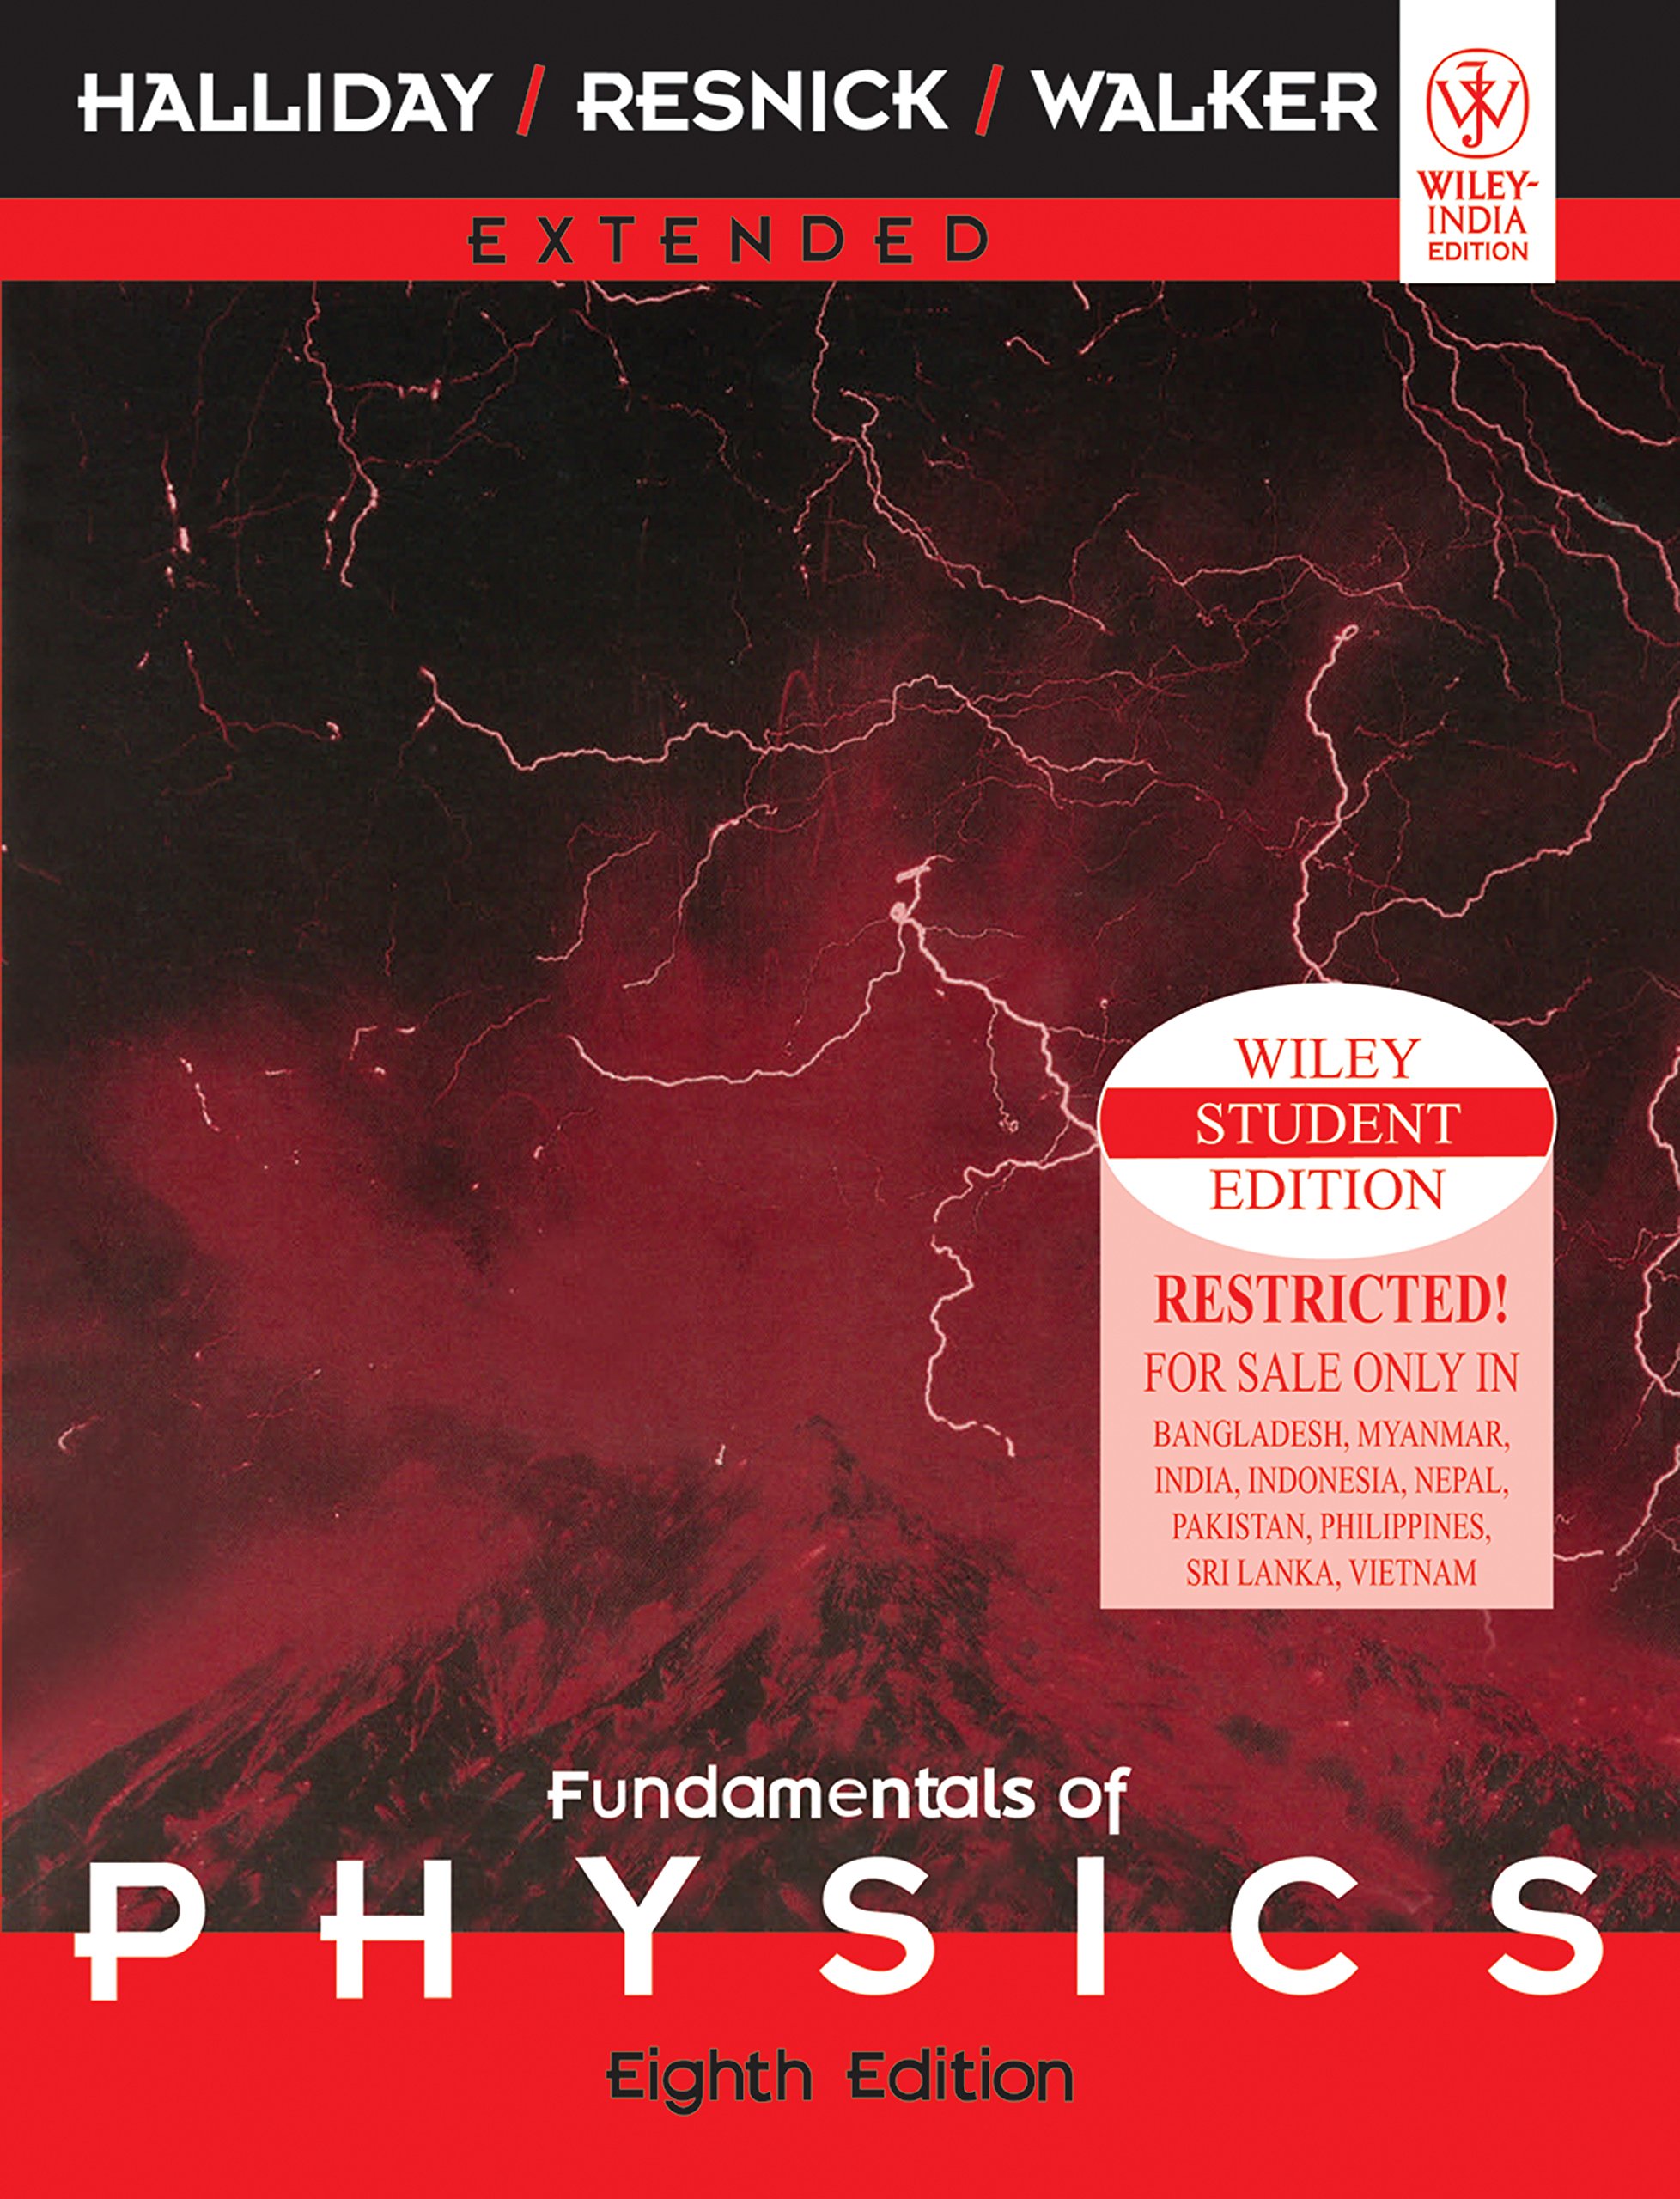 HALLIDAY / RESNICK / WALKER
WILEY-
INDIA
EDITION
EXTENDED
WILEY
STUDENT
EDITION
RESTRICTED!
FOR SALE ONLY IN
BANGLADESH, MYANMAR,
INDIA, INDONESIA, NEPAL,
PAKISTAN, PHILIPPINES,
SRI LANKA, VIETNAM
Fundamentals of
PHYSICS
Eighth Edition